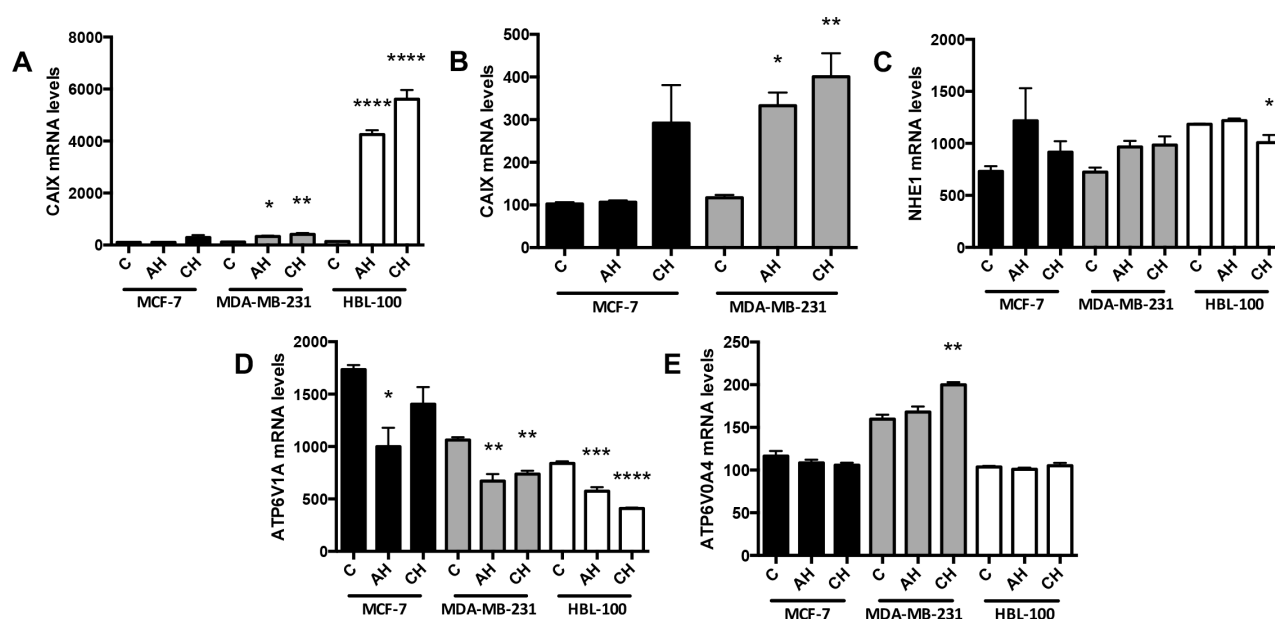 A
CAIX mRNA levels
8000
6000
4000
2000
0
*
**
****
****
C AH CH C AH CH C AH CH
MCF-7 MDA-MB-231 HBL-100
B
CAIX mRNA levels
500
400
300
200
100
0
*
**
C AH CH C AH CH
MCF-7 MDA-MB-231
C
NHE1 mRNA levels
2000
1500
1000
500
0
*
C AH CH C AH CH C AH CH
MCF-7 MDA-MB-231 HBL-100
D
ATP6V1A mRNA levels
2000
1500
1000
500
0
*
**
**
***
****
C AH CH C AH CH C AH CH
MCF-7 MDA-MB-231 HBL-100
E
ATP6V0A4 mRNA levels
250
200
150
100
50
0
**
C AH CH C AH CH C AH CH
MCF-7 MDA-MB-231 HBL-100